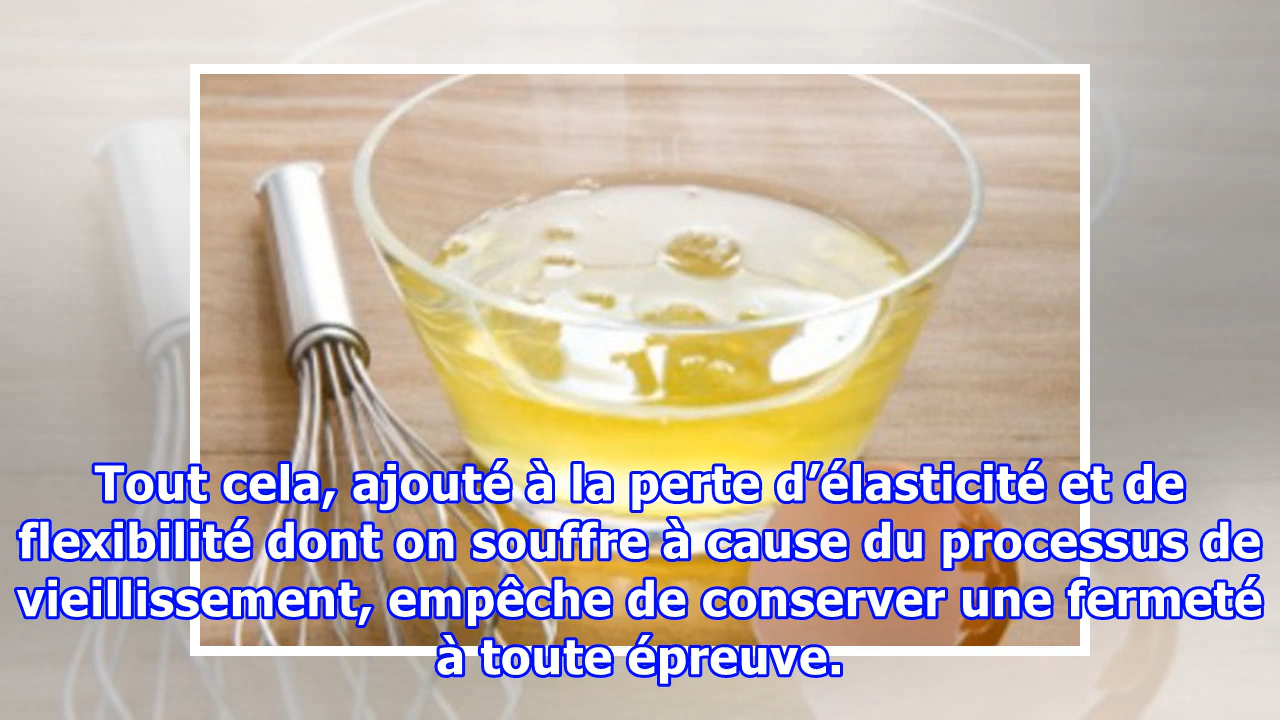 Tout cela, ajouté à la perte d’élasticité et de
flexibilité dont on souffre à cause du processus de
vieillissement, empêche de conserver une fermeté
à toute épreuve.